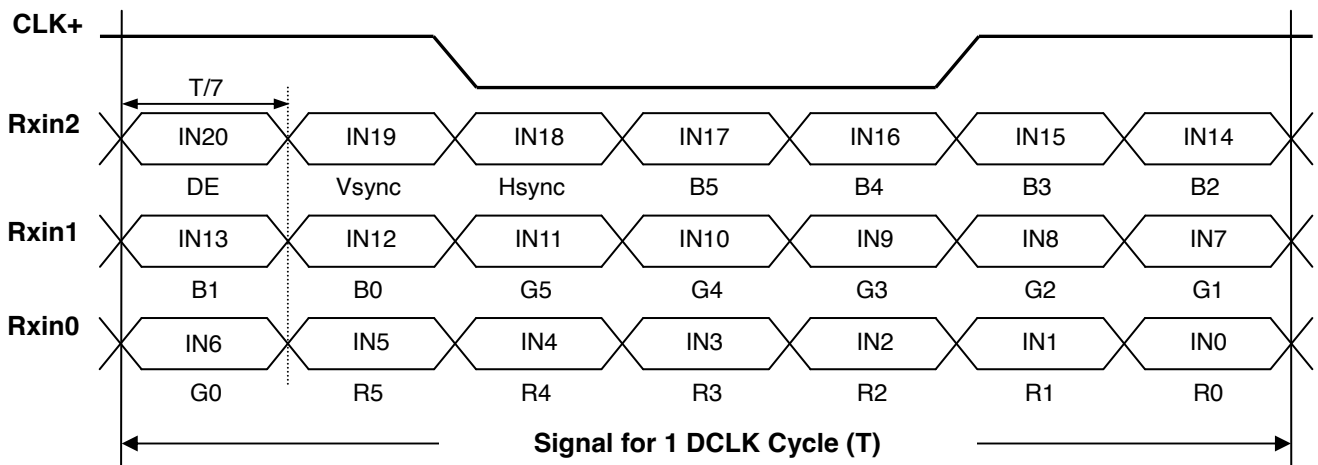 CLK+
T/7
Rxin2 IN20 IN19 IN18 IN17 IN16 IN15 IN14
DE Vsync Hsync B5 B4 B3 B2
Rxin1 IN13 IN12 IN11 IN10 IN9 IN8 IN7
B1 B0 G5 G4 G3 G2 G1
Rxin0 IN6 IN5 IN4 IN3 IN2 IN1 IN0
G0 R5 R4 R3 R2 R1 R0
Signal for 1 DCLK Cycle (T)